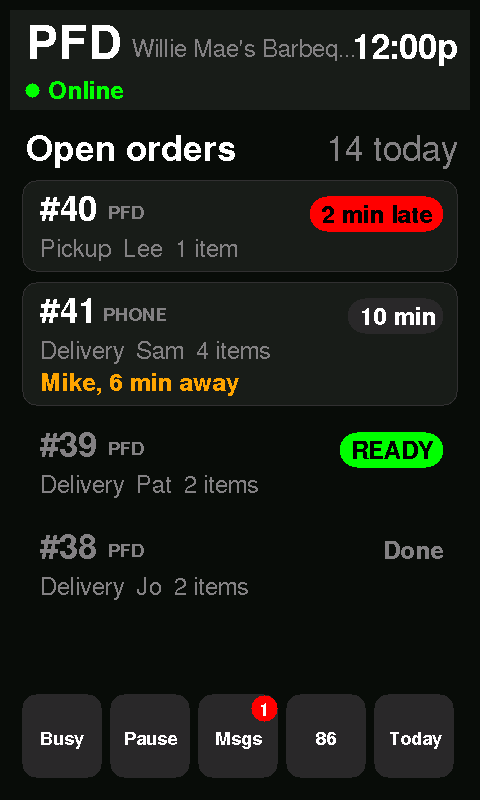 PFD Willie Mae's Barbeq... 12:00p
Online
Open orders 14 today
#40 PFD 2 min late
Pickup Lee 1 item
#41 PHONE 10 min
Delivery Sam 4 items
Mike, 6 min away
#39 PFD READY
Delivery Pat 2 items
#38 PFD Done
Delivery Jo 2 items
1
Busy Pause Msgs 86 Today